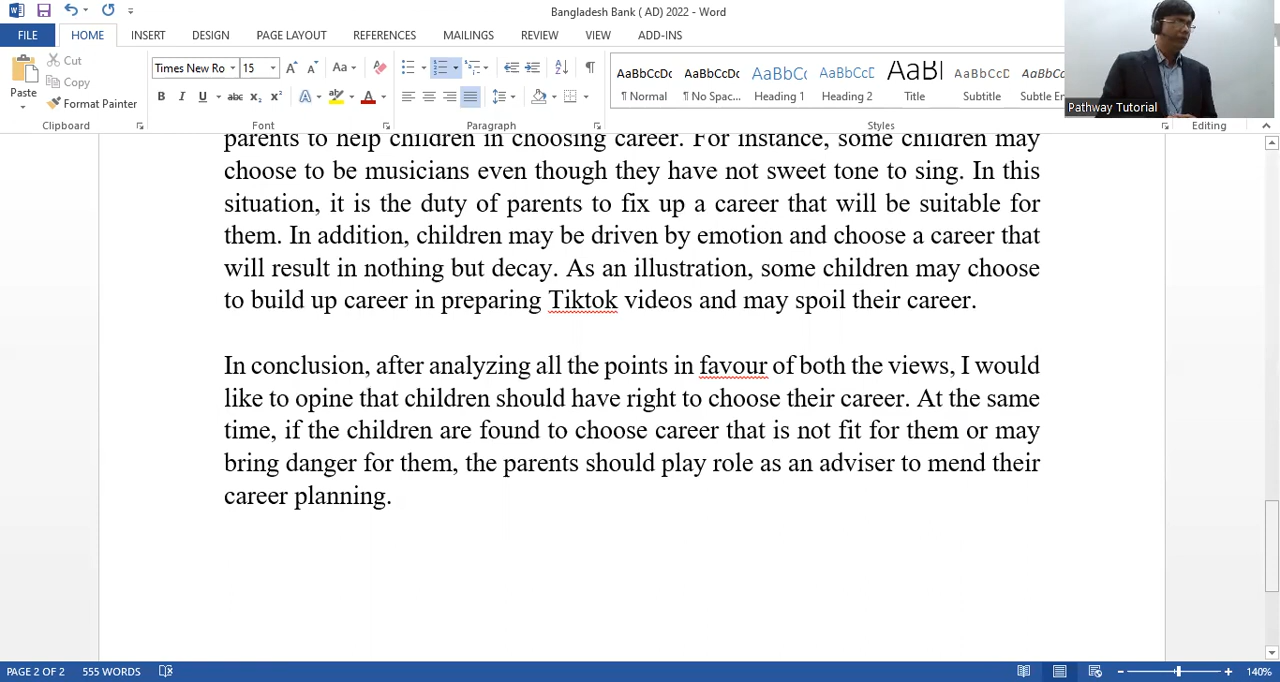 Bangladesh Bank ( AD) 2022 - Word
FILE HOME INSERT DESIGN PAGE LAYOUT REFERENCES MAILINGS REVIEW VIEW ADD-INS
Cut
Copy
Format Painter
Paste
Times New Ro 15
Aa
B I U abc X₂ X² A A
AaBbCcDc AaBbCcDc AaBbCc AaBbCcD AaBl AaBbCcD AaBbCc
¶ Normal ¶ No Spac... Heading 1 Heading 2 Title Subtitle Subtle En
Clipboard Font Paragraph Styles Editing
Pathway Tutorial
parents to help children in choosing career. For instance, some children may
choose to be musicians even though they have not sweet tone to sing. In this
situation, it is the duty of parents to fix up a career that will be suitable for
them. In addition, children may be driven by emotion and choose a career that
will result in nothing but decay. As an illustration, some children may choose
to build up career in preparing Tiktok videos and may spoil their career.
In conclusion, after analyzing all the points in favour of both the views, I would
like to opine that children should have right to choose their career. At the same
time, if the children are found to choose career that is not fit for them or may
bring danger for them, the parents should play role as an adviser to mend their
career planning.
PAGE 2 OF 2 555 WORDS 140%